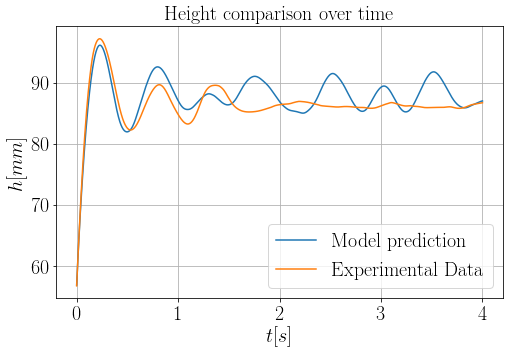 Height comparison over time
h[mm]
90
80
70
60
0 1 2 3 4
t[s]
Model prediction
Experimental Data